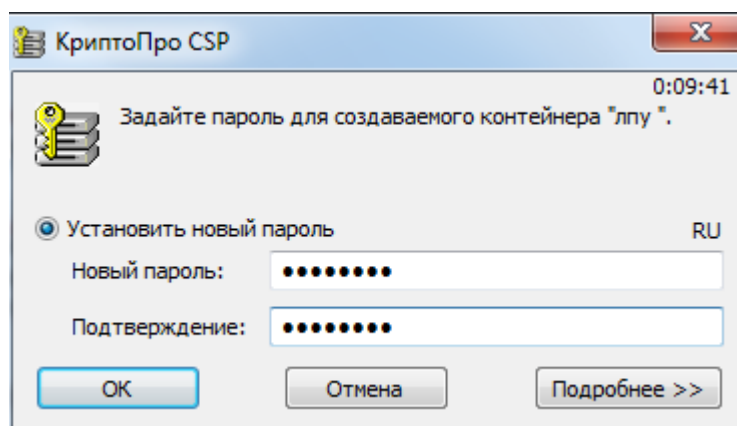 КриптоПро CSP
0:09:41
Задайте пароль для создаваемого контейнера "лпу ".
Установить новый пароль
RU
Новый пароль: ●●●●●●●●
Подтверждение: ●●●●●●●●
ОК
Отмена
Подробнее >>